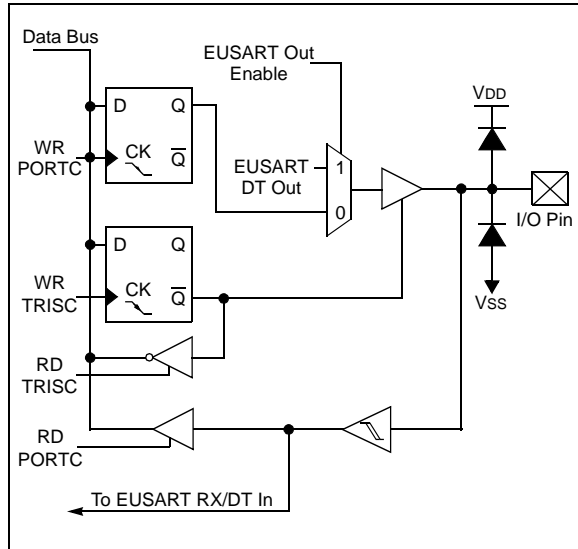 Data Bus
EUSART Out
Enable
VDD
D Q
WR
PORTC
CK Q
EUSART
DT Out
1
0
I/O Pin
D Q
WR
TRISC
CK Q
VSS
RD
TRISC
RD
PORTC
To EUSART RX/DT In